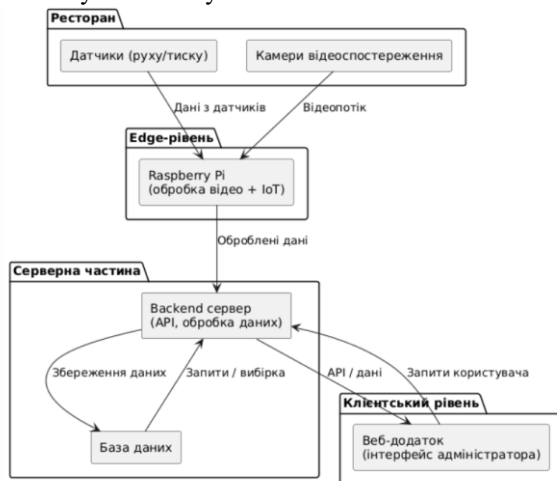 Ресторан
Датчики (руху/тиску)
Камери відеоспостереження
Дані з датчиків
Відеопотік
Edge-рівень
Raspberry Pi
(обробка відео + IoT)
Оброблені дані
Серверна частина
Backend сервер
(API, обробка даних)
Збереження даних
Запити / вибірка
API / дані
Запити користувача
Клієнтський рівень
База даних
Веб-додаток
(інтерфейс адміністратора)